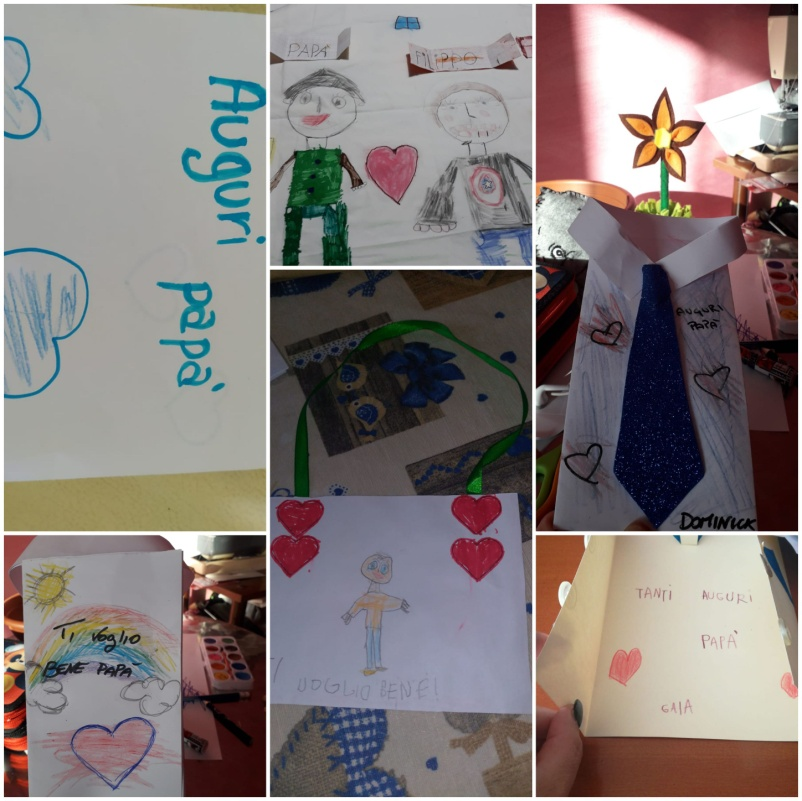 Auguri papà
PAPÀ
FILIPPO
AUGURI
PAPÀ
DOMINICK
Ti voglio
BENE PAPÀ
VOGLIO BENE!
TANTI AUGURI
PAPÀ
GAIA